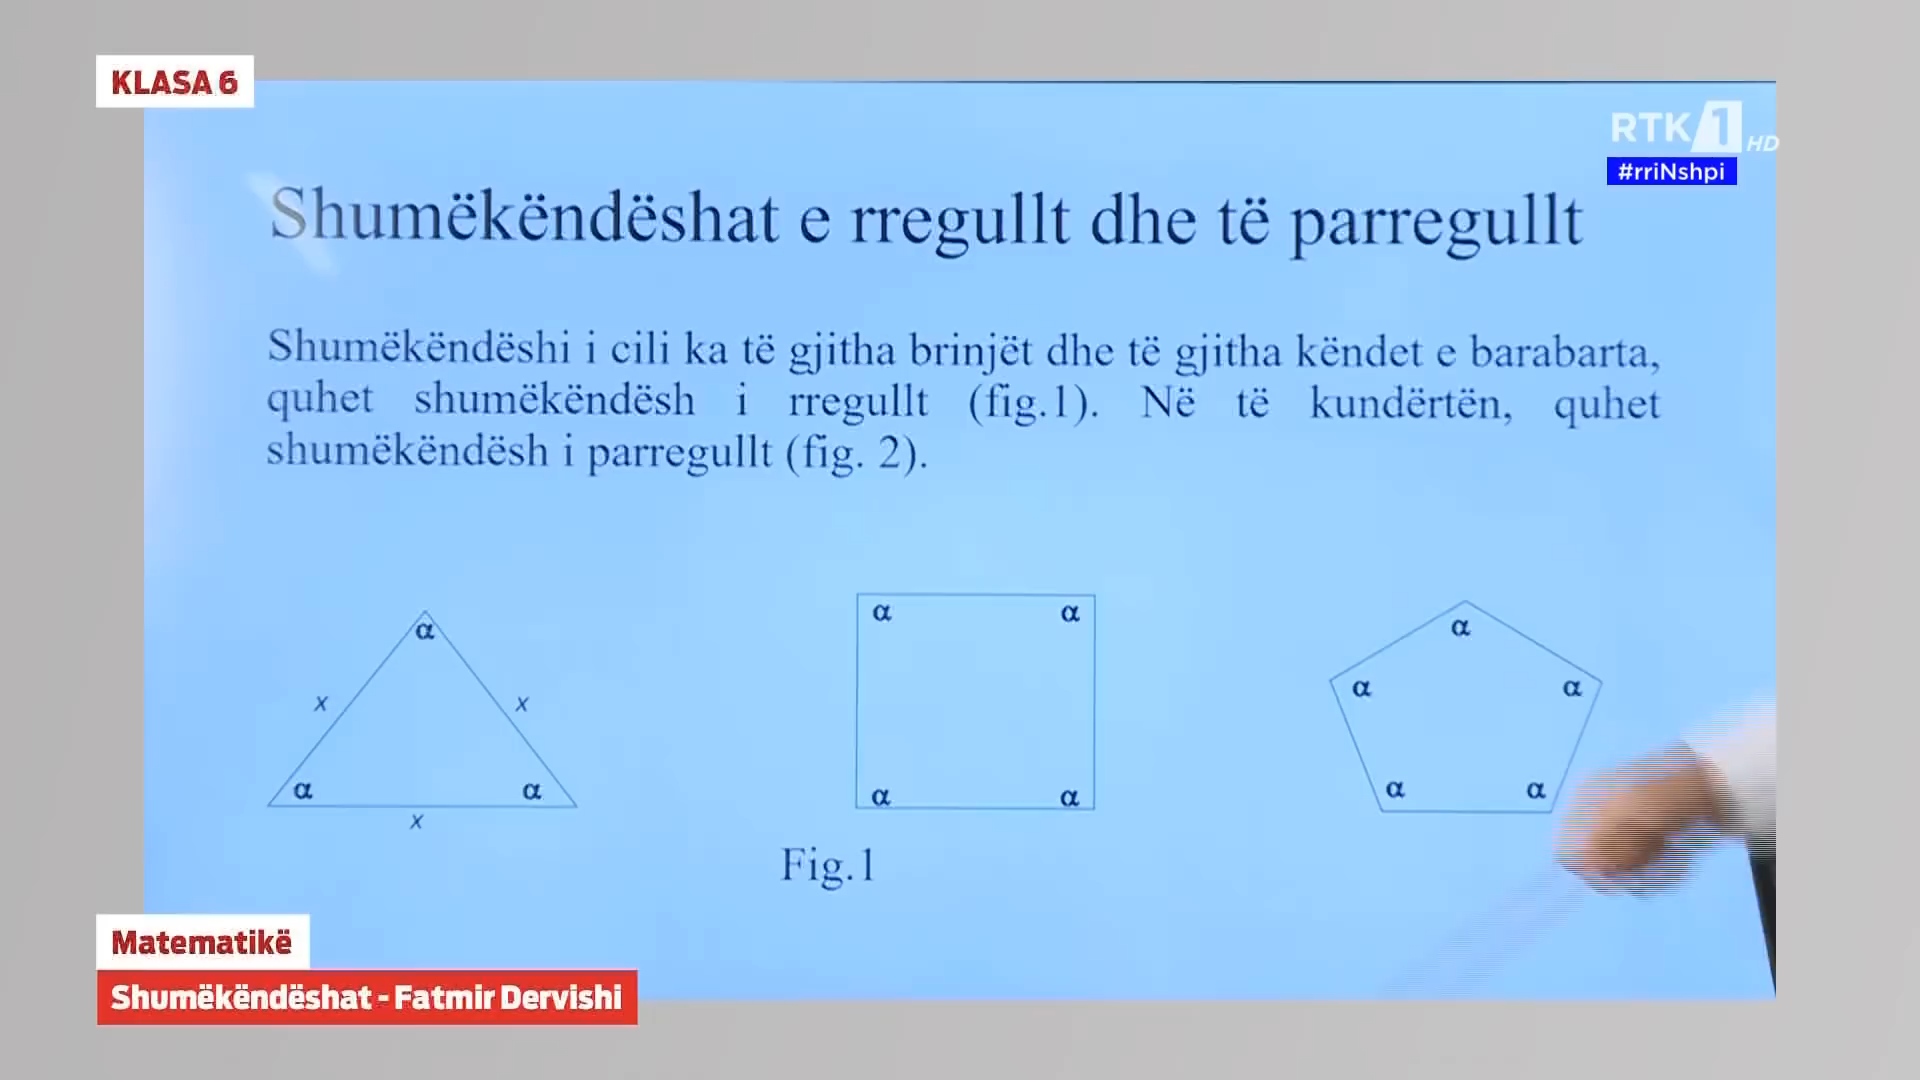 KLASA 6
RTK 1 HD
#rriNshpi
Shumëkëndëshat e rregullt dhe të parregullt
Shumëkëndëshi i cili ka të gjitha brinjët dhe të gjitha këndet e barabarta,
quhet shumëkëndësh i rregullt (fig.1). Në të kundërtën, quhet
shumëkëndësh i parregullt (fig. 2).
α
x x
α α
x
α α
α α
α
α α
α α
Fig.1
Matematikë
Shumëkëndëshat - Fatmir Dervishi